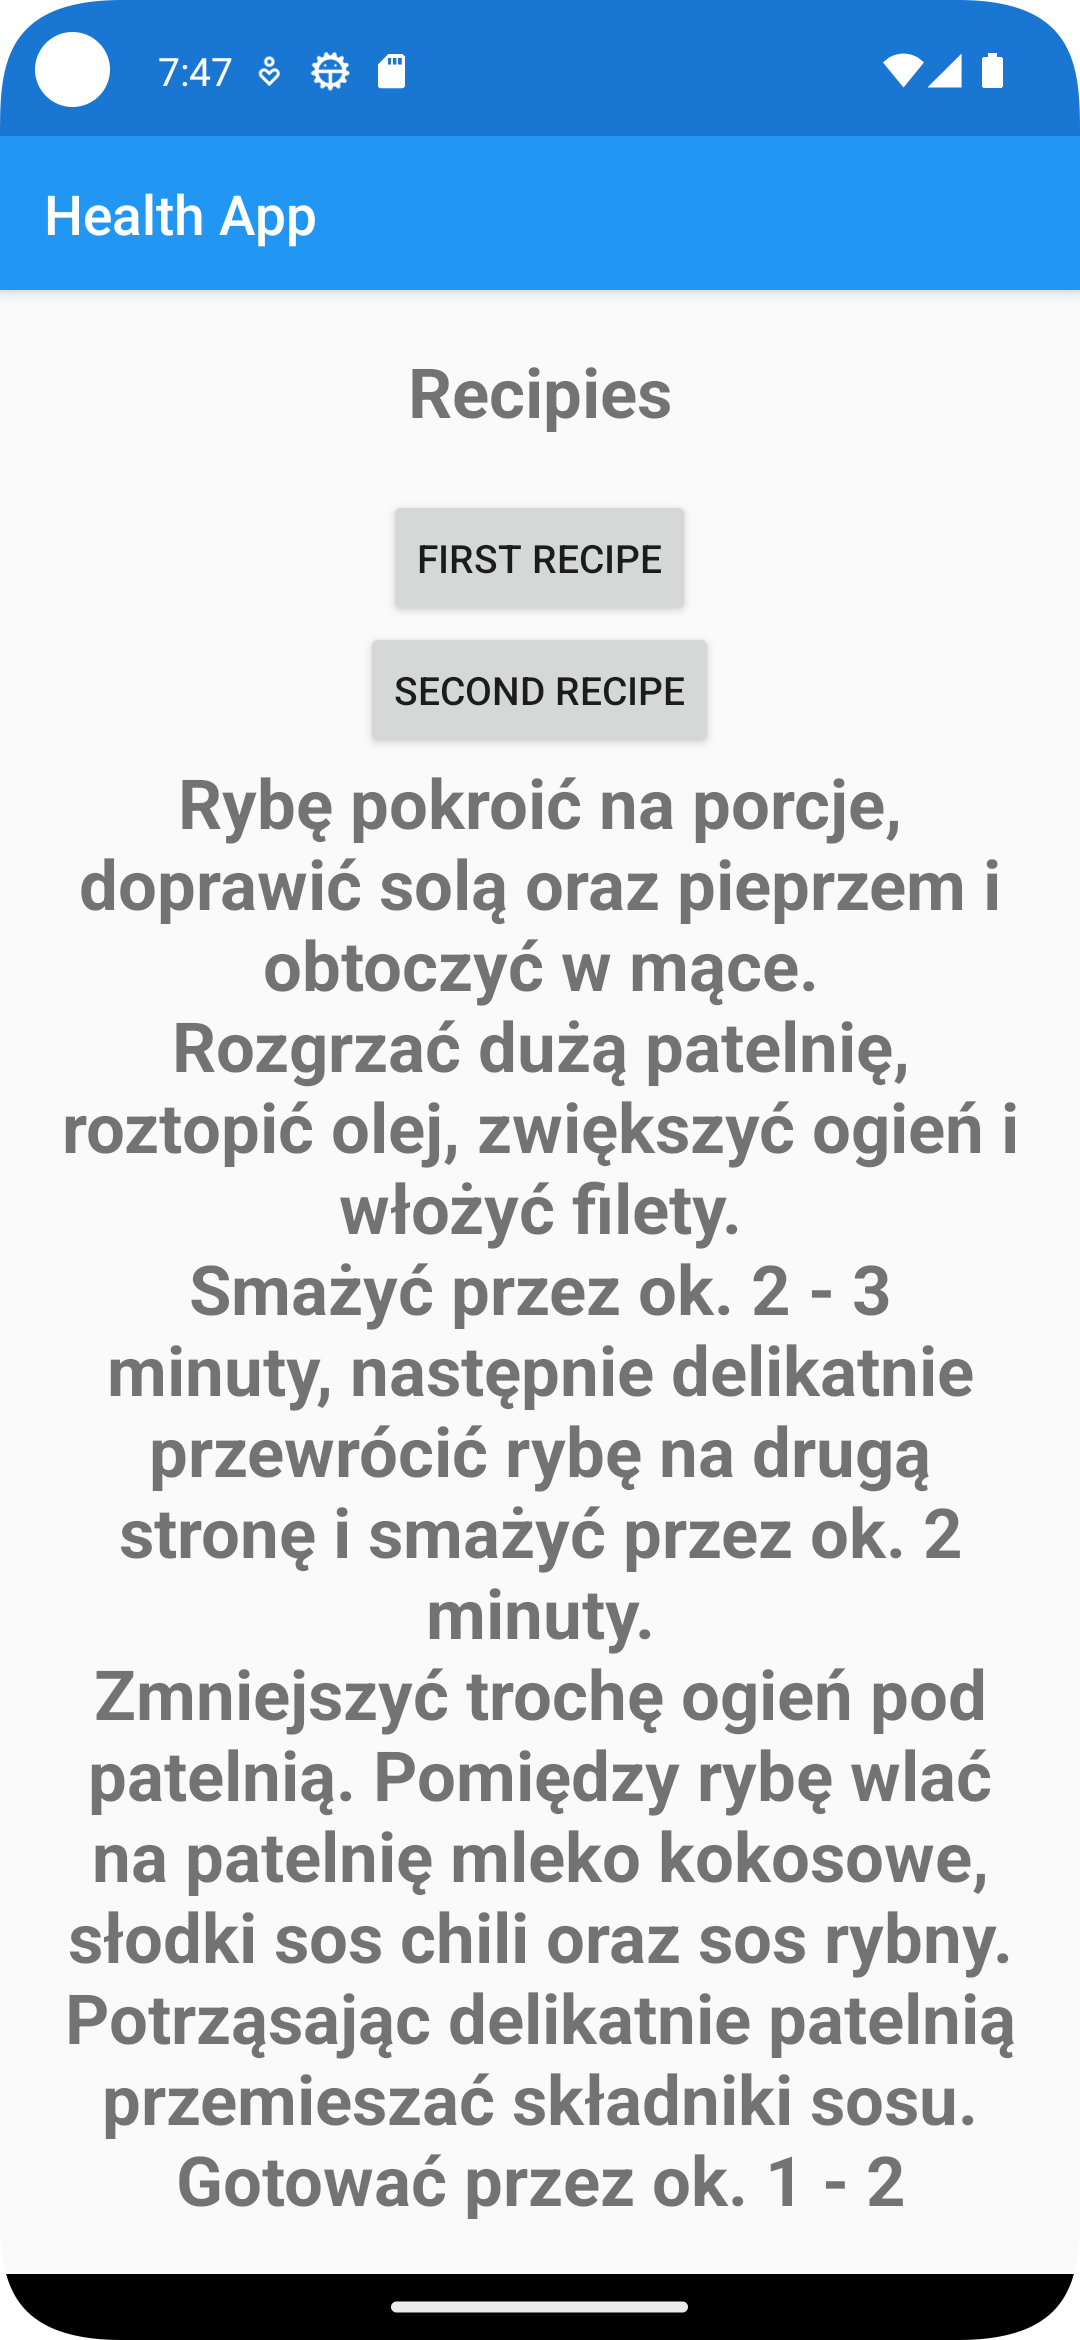 7:47
Health App
Recipies
FIRST RECIPE
SECOND RECIPE
Rybę pokroić na porcje,
doprawić solą oraz pieprzem i
obtoczyć w mące.
Rozgrzać dużą patelnię,
roztopić olej, zwiększyć ogień i
włożyć filety.
Smażyć przez ok. 2 - 3
minuty, następnie delikatnie
przewrócić rybę na drugą
stronę i smażyć przez ok. 2
minuty.
Zmniejszyć trochę ogień pod
patelnią. Pomiędzy rybę wlać
na patelnię mleko kokosowe,
słodki sos chili oraz sos rybny.
Potrząsając delikatnie patelnią
przemieszać składniki sosu.
Gotować przez ok. 1 - 2